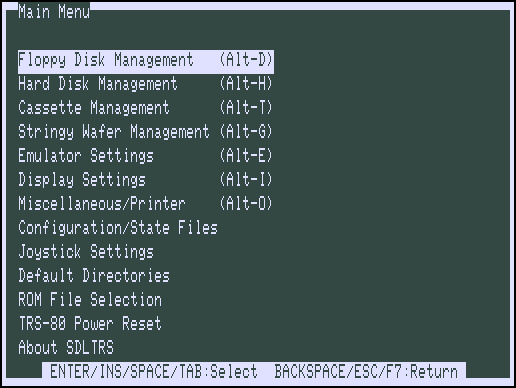 Main Menu
Floppy Disk Management (Alt-D)
Hard Disk Management (Alt-H)
Cassette Management (Alt-T)
Stringy Wafer Management (Alt-G)
Emulator Settings (Alt-E)
Display Settings (Alt-I)
Miscellaneous/Printer (Alt-O)
Configuration/State Files
Joystick Settings
Default Directories
ROM File Selection
TRS-80 Power Reset
About SDLTRS
ENTER/INS/SPACE/TAB:Select BACKSPACE/ESC/F7:Return